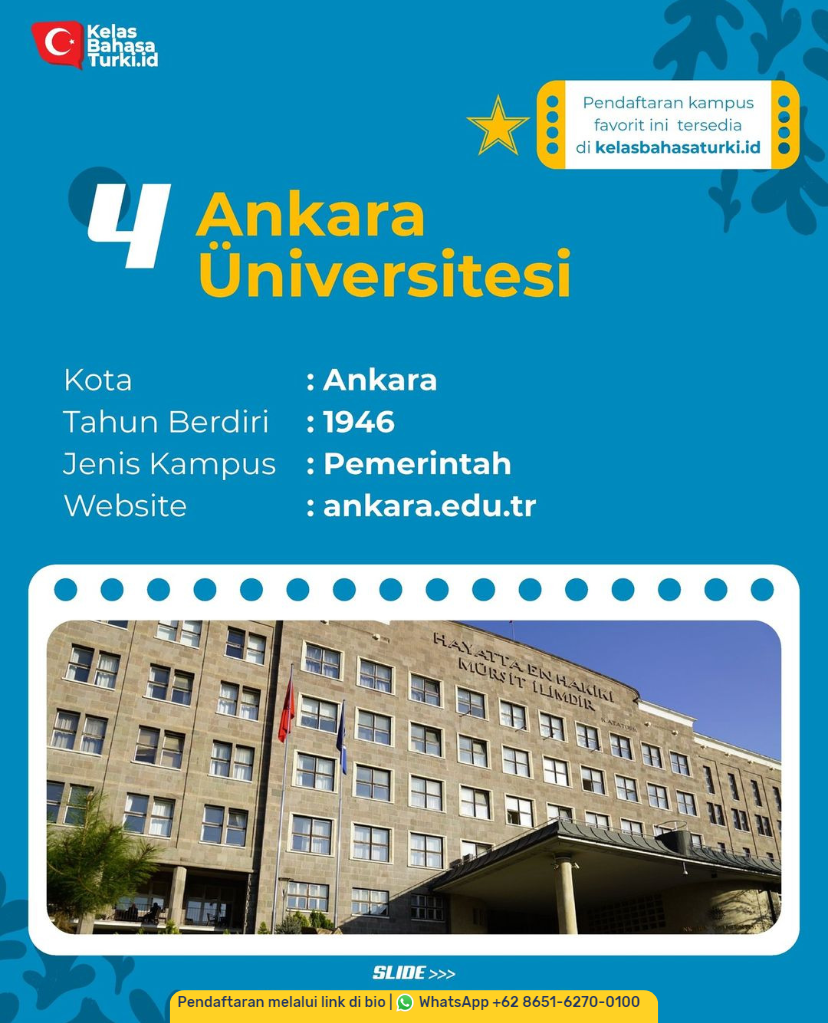 Kelas
Bahasa
Turki.id
Pendaftaran kampus
favorit ini tersedia
di kelasbahasaturki.id
4
Ankara
Üniversitesi
Kota : Ankara
Tahun Berdiri : 1946
Jenis Kampus : Pemerintah
Website : ankara.edu.tr
HAYATTA EN HAKİKİ
MÜRŞİT İLİMDİR
K. ATATÜRK
SLIDE >>>
Pendaftaran melalui link di bio | WhatsApp +62 8651-6270-0100